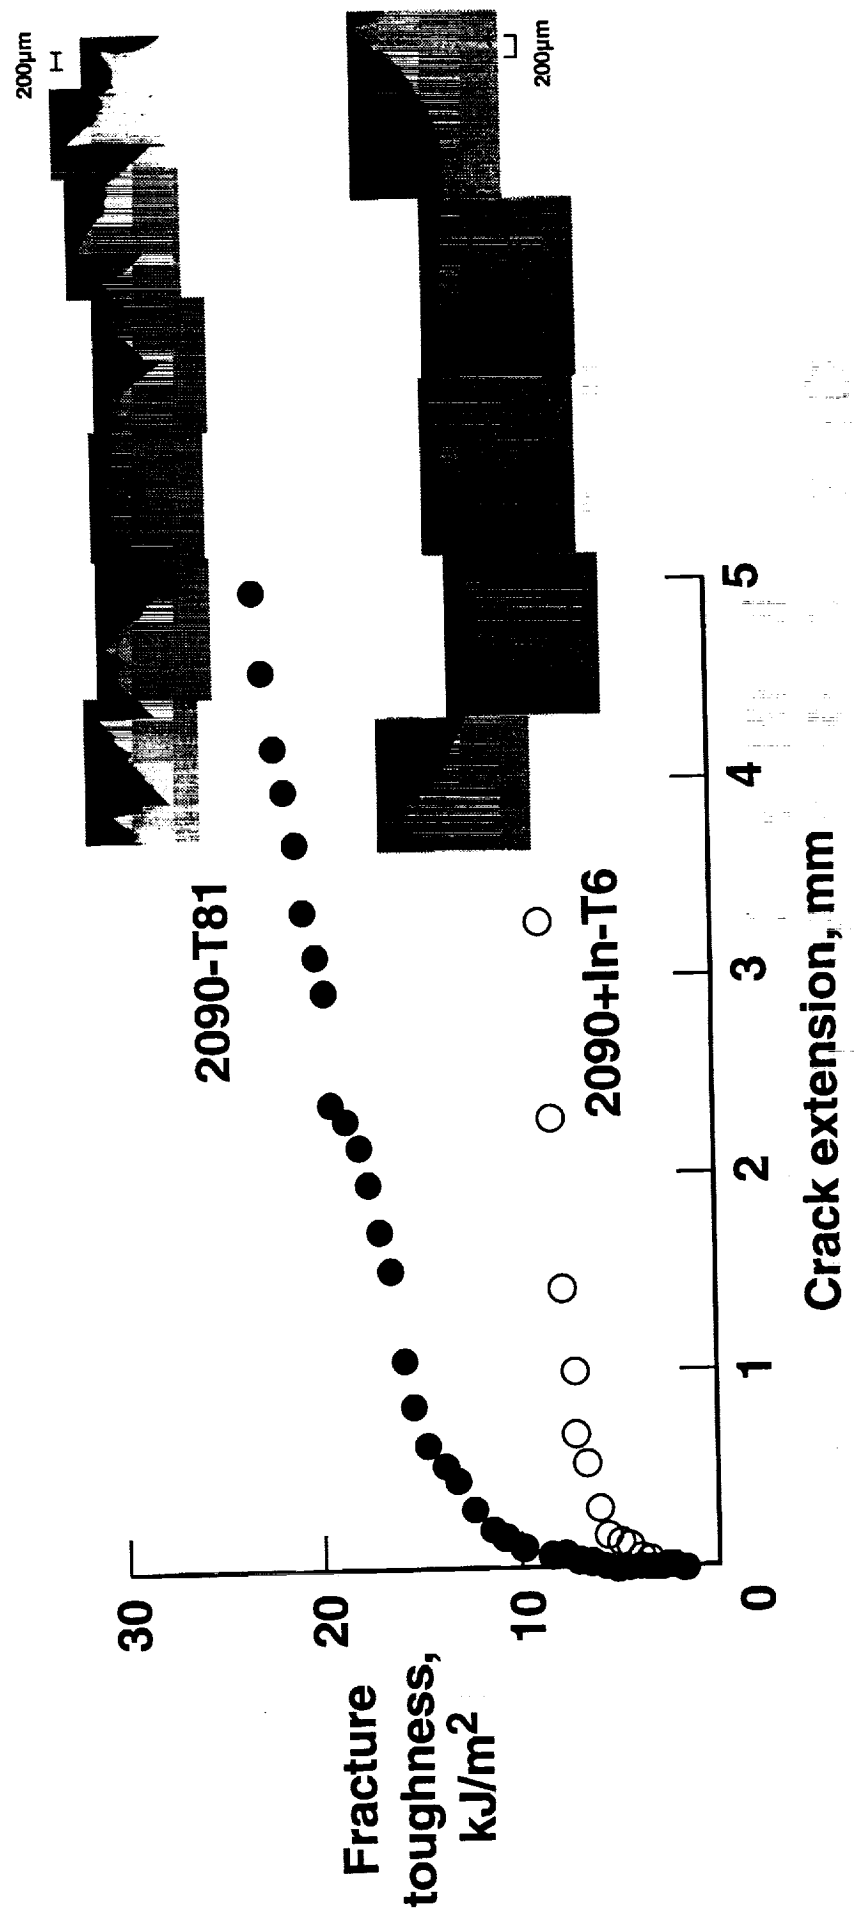 200µm
200µm
2090-T81
2090+In-T6
30
20
10
0
1
2
3
4
5
Fracture
toughness,
kJ/m²
Crack extension, mm